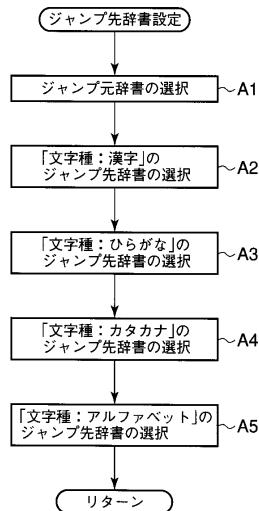 ジャンプ先辞書設定
ジャンプ元辞書の選択
A1
「文字種：漢字」の
ジャンプ先辞書の選択
A2
「文字種：ひらがな」の
ジャンプ先辞書の選択
A3
「文字種：カタカナ」の
ジャンプ先辞書の選択
A4
「文字種：アルファベット」の
ジャンプ先辞書の選択
A5
リターン